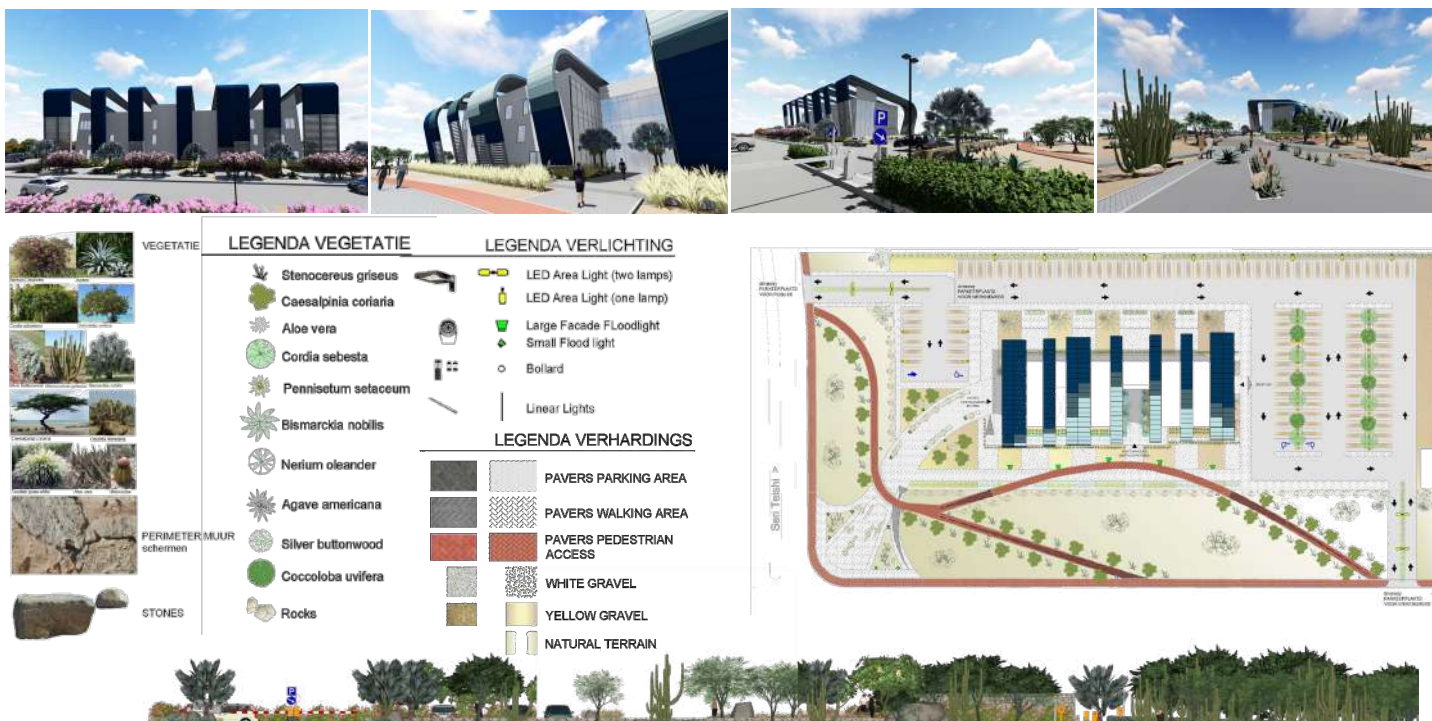 P
VEGETATIE
PERIMETER MUUR
schermen
STONES
LEGENDA VEGETATIE
Stenocereus griseus
Caesalpinia coriaria
Aloe vera
Cordia sebesta
Pennisetum setaceum
Bismarckia nobilis
Nerium oleander
Agave americana
Silver buttonwood
Coccoloba uvifera
Rocks
LEGENDA VERLICHTING
LED Area Light (two lamps)
LED Area Light (one lamp)
Large Facade FLoodlight
Small Flood light
Bollard
Linear Lights
LEGENDA VERHARDINGS
PAVERS PARKING AREA
PAVERS WALKING AREA
PAVERS PEDESTRIAN
ACCESS
WHITE GRAVEL
YELLOW GRAVEL
NATURAL TERRAIN
Seri Teishi
P